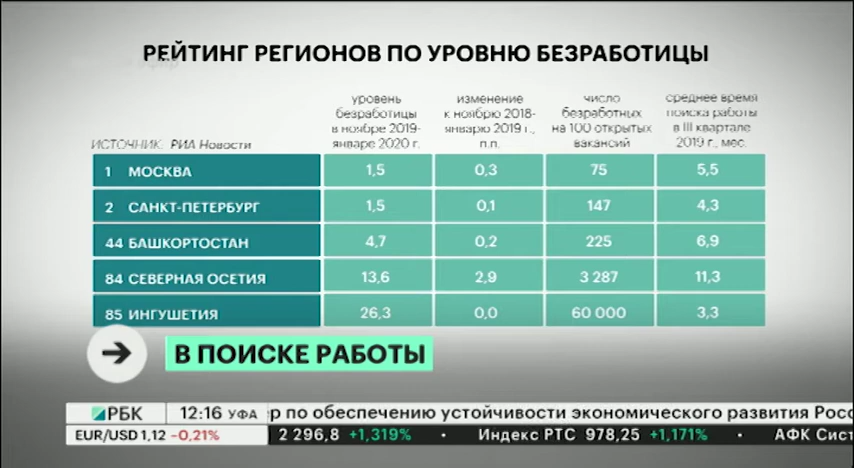 РЕЙТИНГ РЕГИОНОВ ПО УРОВНЮ БЕЗРАБОТИЦЫ
ИСТОЧНИК: РИА Новости
уровень
безработицы
в ноябре 2019-
январе 2020 г.
изменение
к ноябрю 2018-
январю 2019 г.,
п.п.
число
безработных
на 100 открытых
вакансий
среднее время
поиска работы
в III квартале
2019 г., мес.
1 МОСКВА 1,5 0,3 75 5,5
2 САНКТ-ПЕТЕРБУРГ 1,5 0,1 147 4,3
44 БАШКОРТОСТАН 4,7 0,2 225 6,9
84 СЕВЕРНАЯ ОСЕТИЯ 13,6 2,9 3 287 11,3
85 ИНГУШЕТИЯ 26,3 0,0 60 000 3,3
В ПОИСКЕ РАБОТЫ
РБК 12:16 УФА ор по обеспечению устойчивости экономического развития Росс
EUR/USD 1,12 -0,21% 2 296,8 +1,319% · Индекс РТС 978,25 +1,171% · АФК Сист